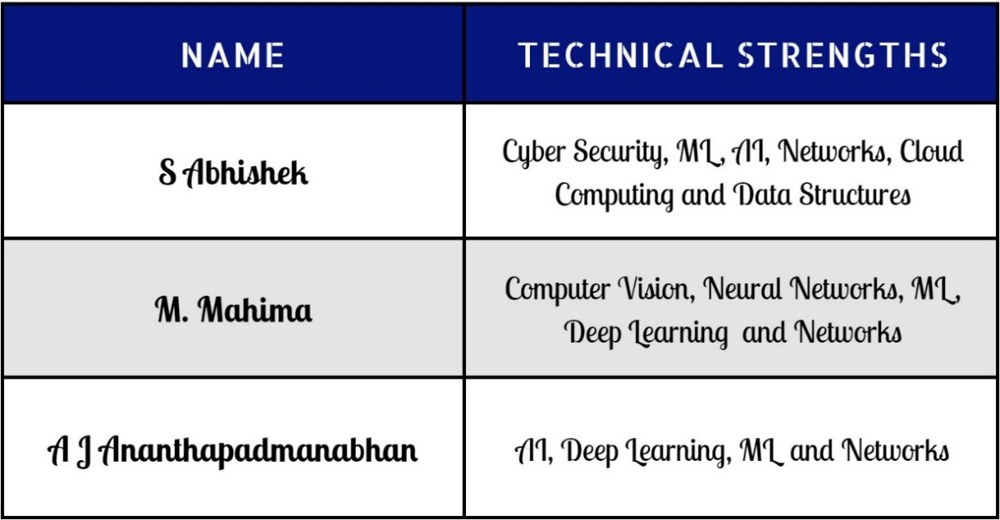 NAME
TECHNICAL STRENGTHS
S Abhishek
Cyber Security, ML, AI, Networks, Cloud
Computing and Data Structures
M. Mahima
Computer Vision, Neural Networks, ML,
Deep Learning and Networks
A J Ananthapadmanabhan
AI, Deep Learning, ML and Networks